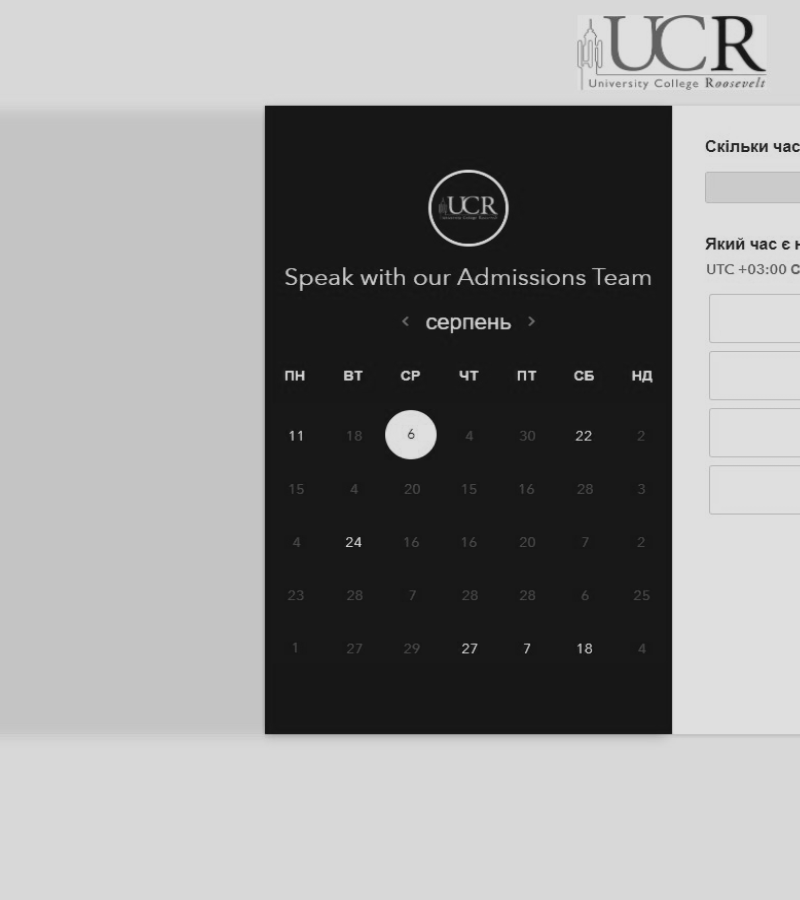 UCR
University College Roosevelt
UCR
Speak with our Admissions Team
< серпень >
ПН ВТ СР ЧТ ПТ СБ НД
11 18 6 4 30 22 2
15 4 20 15 16 28 3
4 24 16 16 20 7 2
23 28 7 28 28 6 25
1 27 29 27 7 18 4
Скільки час
Який час є н
UTC +03:00 С